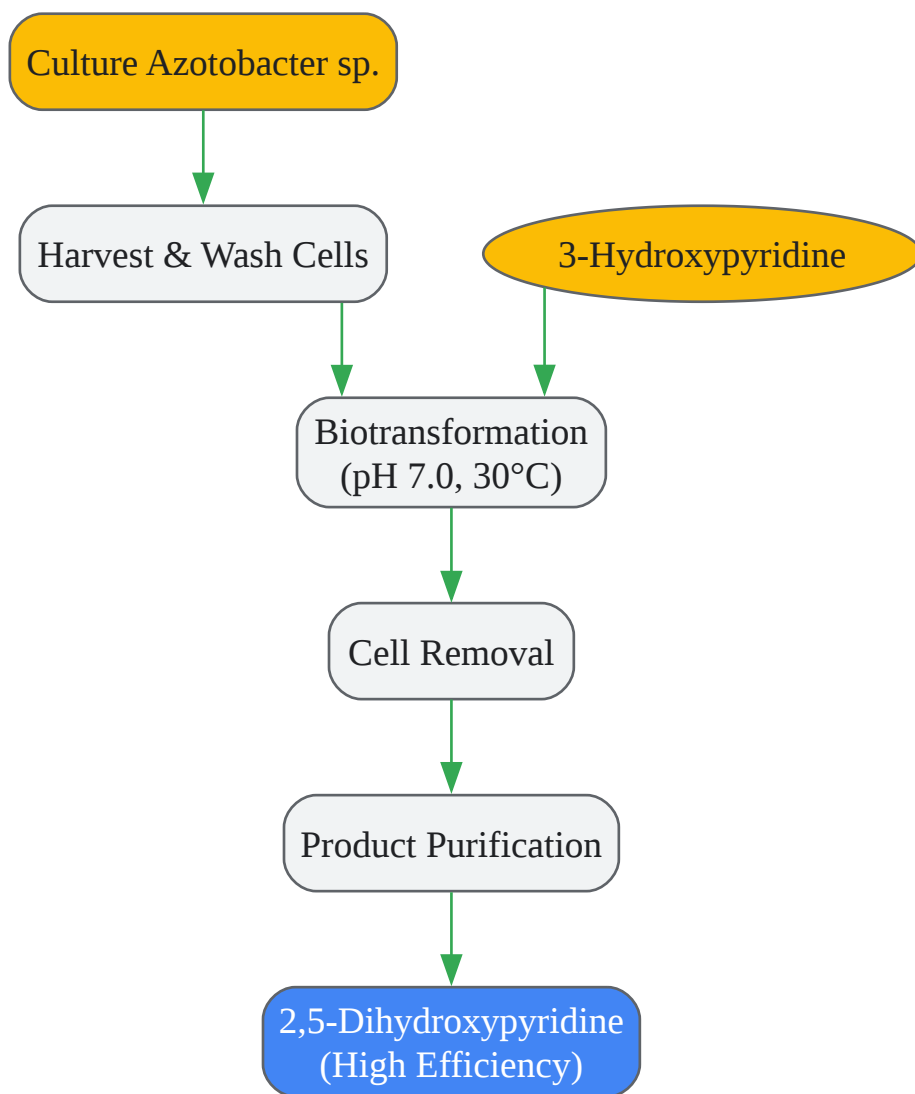 Culture Azotobacter sp.
Harvest & Wash Cells
3-Hydroxypyridine
Biotransformation
(pH 7.0, 30°C)
Cell Removal
Product Purification
2,5-Dihydroxypyridine
(High Efficiency)